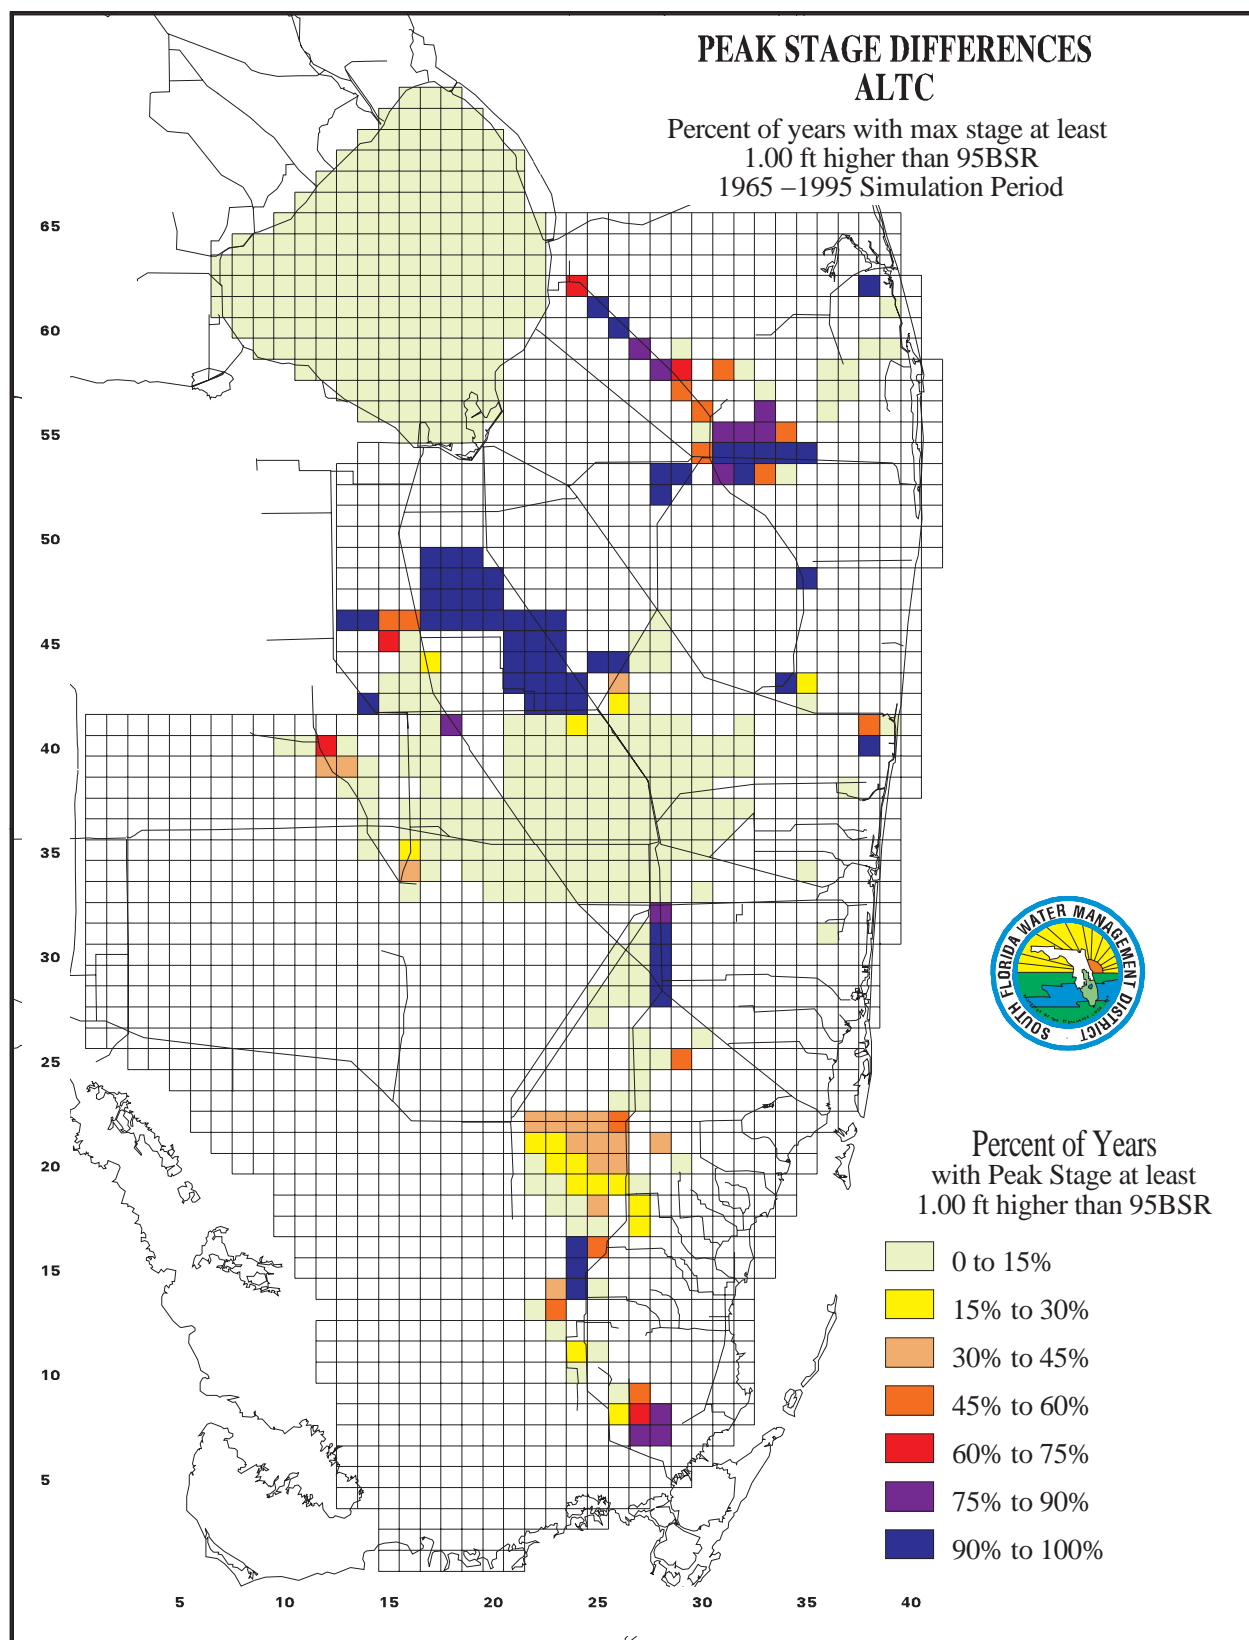 PEAK STAGE DIFFERENCES
ALTC
Percent of years with max stage at least
1.00 ft higher than 95BSR
1965 –1995 Simulation Period
65
60
55
50
45
40
35
30
25
20
15
10
5
5 10 15 20 25 30 35 40
SOUTH FLORIDA WATER MANAGEMENT DISTRICT
Percent of Years
with Peak Stage at least
1.00 ft higher than 95BSR
0 to 15%
15% to 30%
30% to 45%
45% to 60%
60% to 75%
75% to 90%
90% to 100%